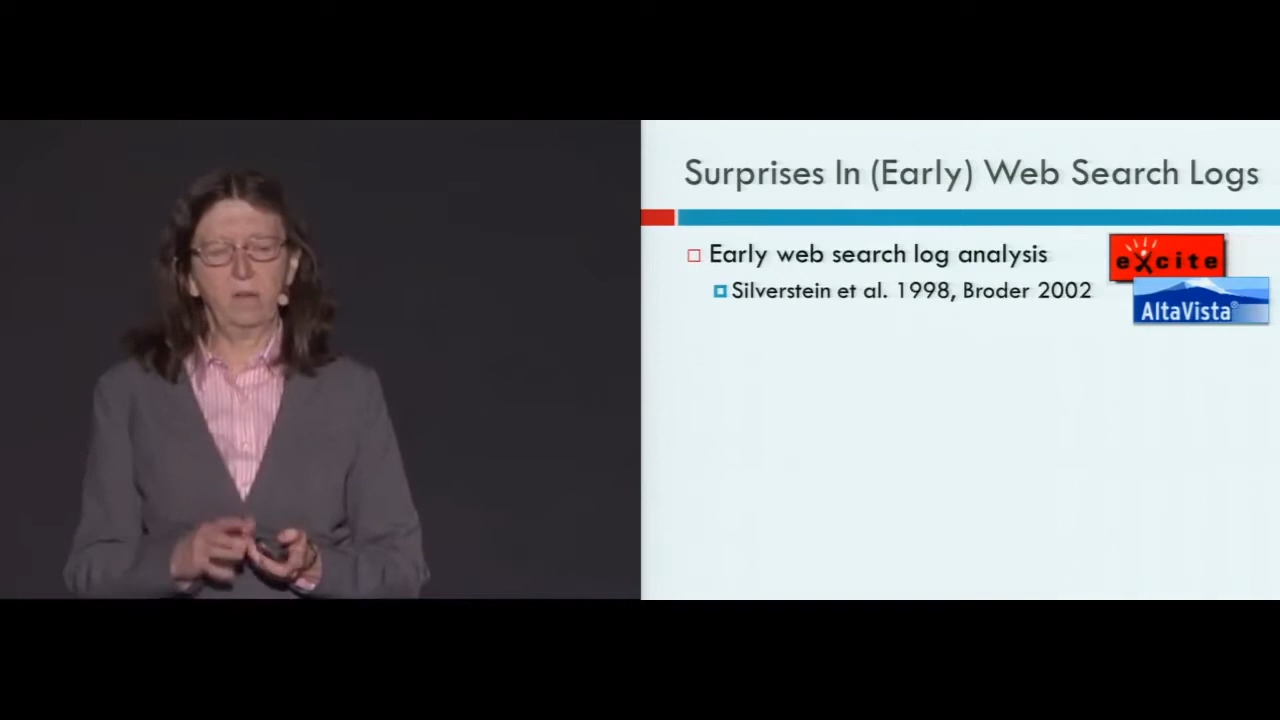 Surprises In (Early) Web Search Logs
Early web search log analysis
Silverstein et al. 1998, Broder 2002
excite
AltaVista®